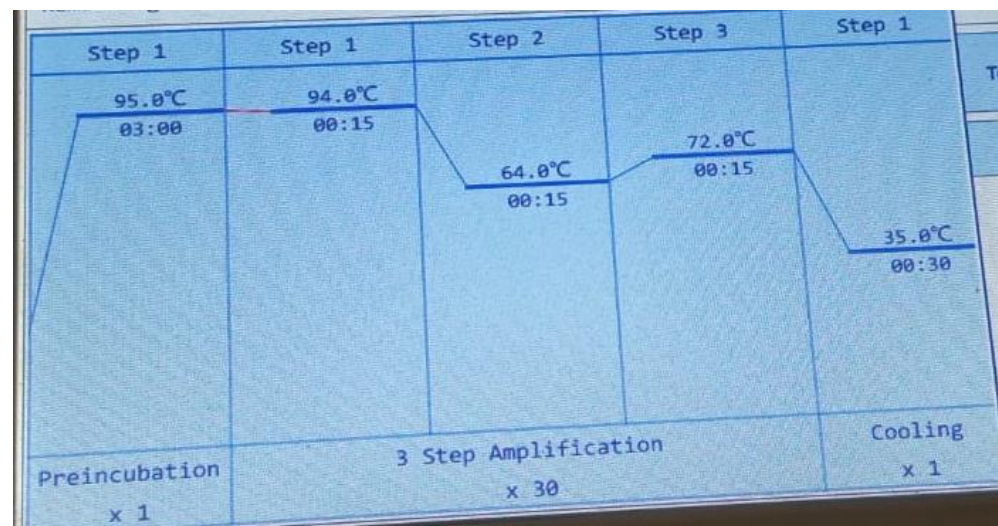 Step 1
Step 1
Step 2
Step 3
Step 1
95.0°C
03:00
94.0°C
00:15
64.0°C
00:15
72.0°C
00:15
35.0°C
00:30
Preincubation
x 1
3 Step Amplification
x 30
Cooling
x 1